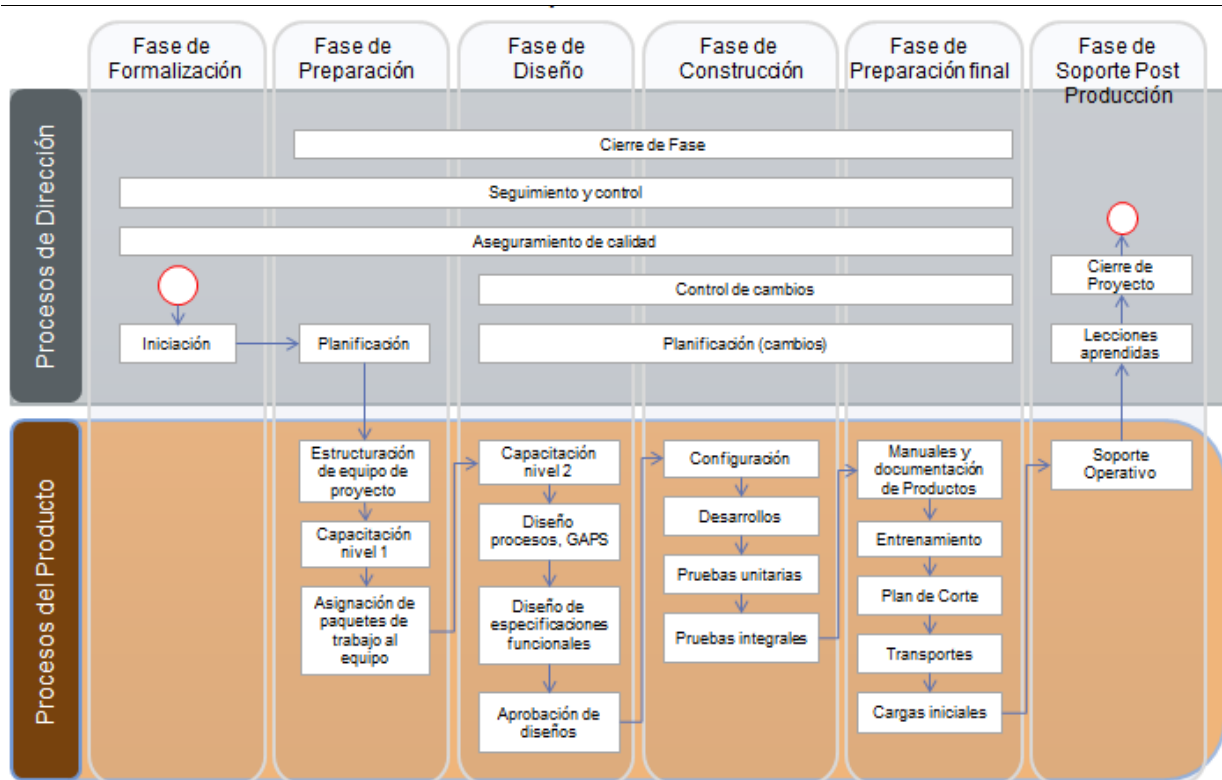 Fase de
Formalización
Fase de
Preparación
Fase de
Diseño
Fase de
Construcción
Fase de
Preparación final
Fase de
Soporte Post
Producción
Procesos de Dirección
Cierre de Fase
Seguimiento y control
Aseguramiento de calidad
Control de cambios
Iniciación
Planificación
Planificación (cambios)
Cierre de
Proyecto
Lecciones
aprendidas
Procesos del Producto
Estructuración
de equipo de
proyecto
Capacitación
nivel 1
Asignación de
paquetes de
trabajo al
equipo
Capacitación
nivel 2
Diseño
procesos, GAPS
Diseño de
especificaciones
funcionales
Aprobación de
diseños
Configuración
Desarrollos
Pruebas unitarias
Pruebas integrales
Manuales y
documentación
de Productos
Entrenamiento
Plan de Corte
Transportes
Cargas iniciales
Soporte
Operativo